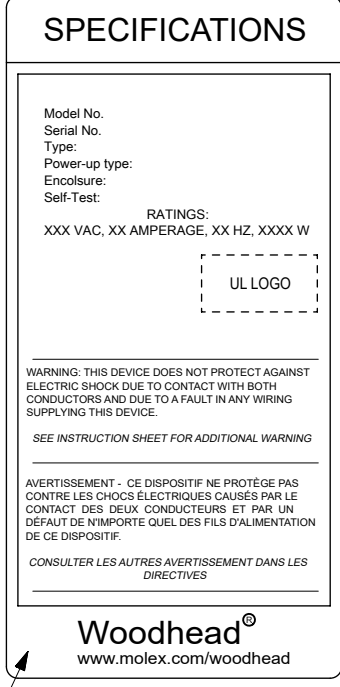 SPECIFICATIONS
Model No.
Serial No.
Type:
Power-up type:
Encolsure:
Self-Test:
RATINGS:
XXX VAC, XX AMPERAGE, XX HZ, XXXX W
UL LOGO
WARNING: THIS DEVICE DOES NOT PROTECT AGAINST
ELECTRIC SHOCK DUE TO CONTACT WITH BOTH
CONDUCTORS AND DUE TO A FAULT IN ANY WIRING
SUPPLYING THIS DEVICE.
SEE INSTRUCTION SHEET FOR ADDITIONAL WARNING
AVERTISSEMENT - CE DISPOSITIF NE PROTÈGE PAS
CONTRE LES CHOCS ÉLECTRIQUES CAUSÉS PAR LE
CONTACT DES DEUX CONDUCTEURS ET PAR UN
DÉFAUT DE N'IMPORTE QUEL DES FILS D'ALIMENTATION
DE CE DISPOSITIF.
CONSULTER LES AUTRES AVERTISSEMENT DANS LES
DIRECTIVES
Woodhead®
www.molex.com/woodhead